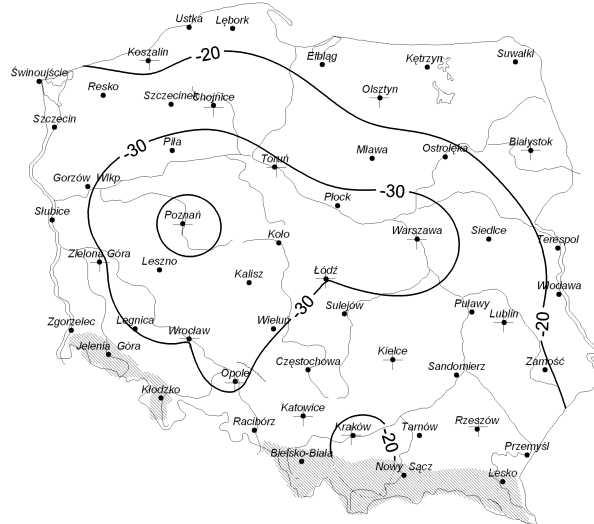 Ustka
Lębork
Koszalin
-20
Elbląg
Kętrzyn
Suwałki
Świnoujście
Resko
Szczecinek
Chojnice
Olsztyn
Szczecin
Piła
-30
Toruń
Mława
Ostrołęka
Białystok
Gorzów Wlkp.
Słubice
Poznań
Płock
-30
Koło
Warszawa
Siedlce
Terespol
Zielona Góra
Leszno
Kalisz
Łódź
Włodawa
Zgorzelec
Legnica
Wrocław
Wieluń
-30
Sulejów
Puławy
Lublin
-20
Jelenia Góra
Opole
Częstochowa
Kielce
Sandomierz
Zamość
Kłodzko
Racibórz
Katowice
Kraków
-20
Tarnów
Rzeszów
Bielsko-Biała
Nowy Sącz
Przemyśl
Lesko